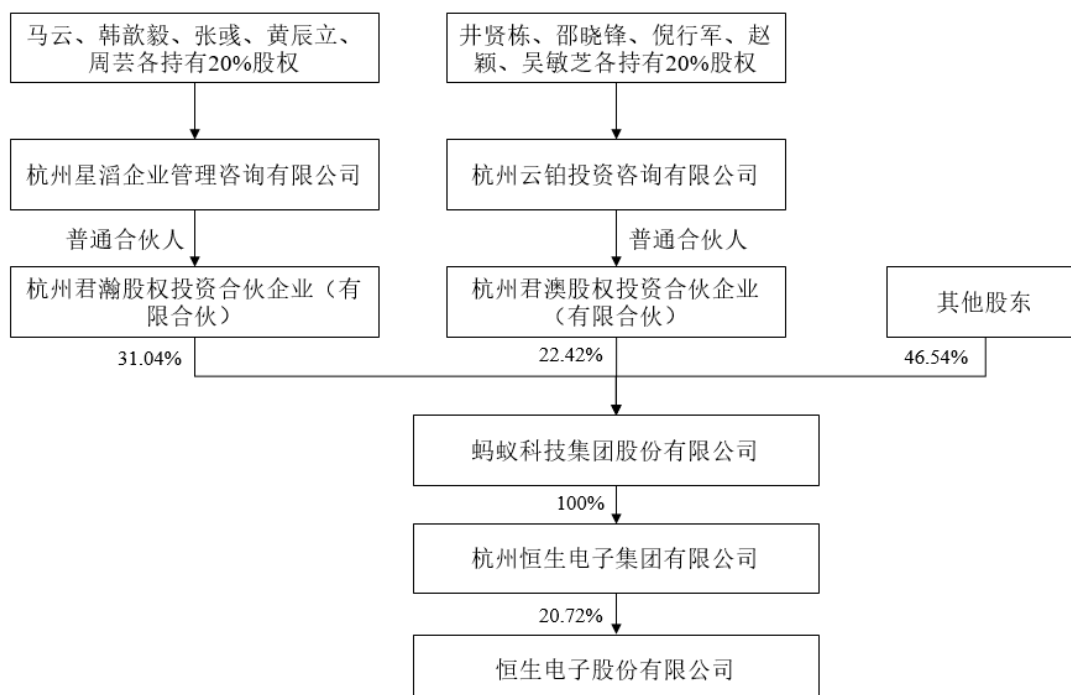 马云、韩歆毅、张彧、黄辰立、
周芸各持有20%股权
井贤栋、邵晓锋、倪行军、赵
颖、吴敏芝各持有20%股权
杭州星滔企业管理咨询有限公司
杭州云铂投资咨询有限公司
普通合伙人
普通合伙人
杭州君瀚股权投资合伙企业（有
限合伙）
杭州君澳股权投资合伙企业
（有限合伙）
其他股东
31.04%
22.42%
46.54%
蚂蚁科技集团股份有限公司
100%
杭州恒生电子集团有限公司
20.72%
恒生电子股份有限公司